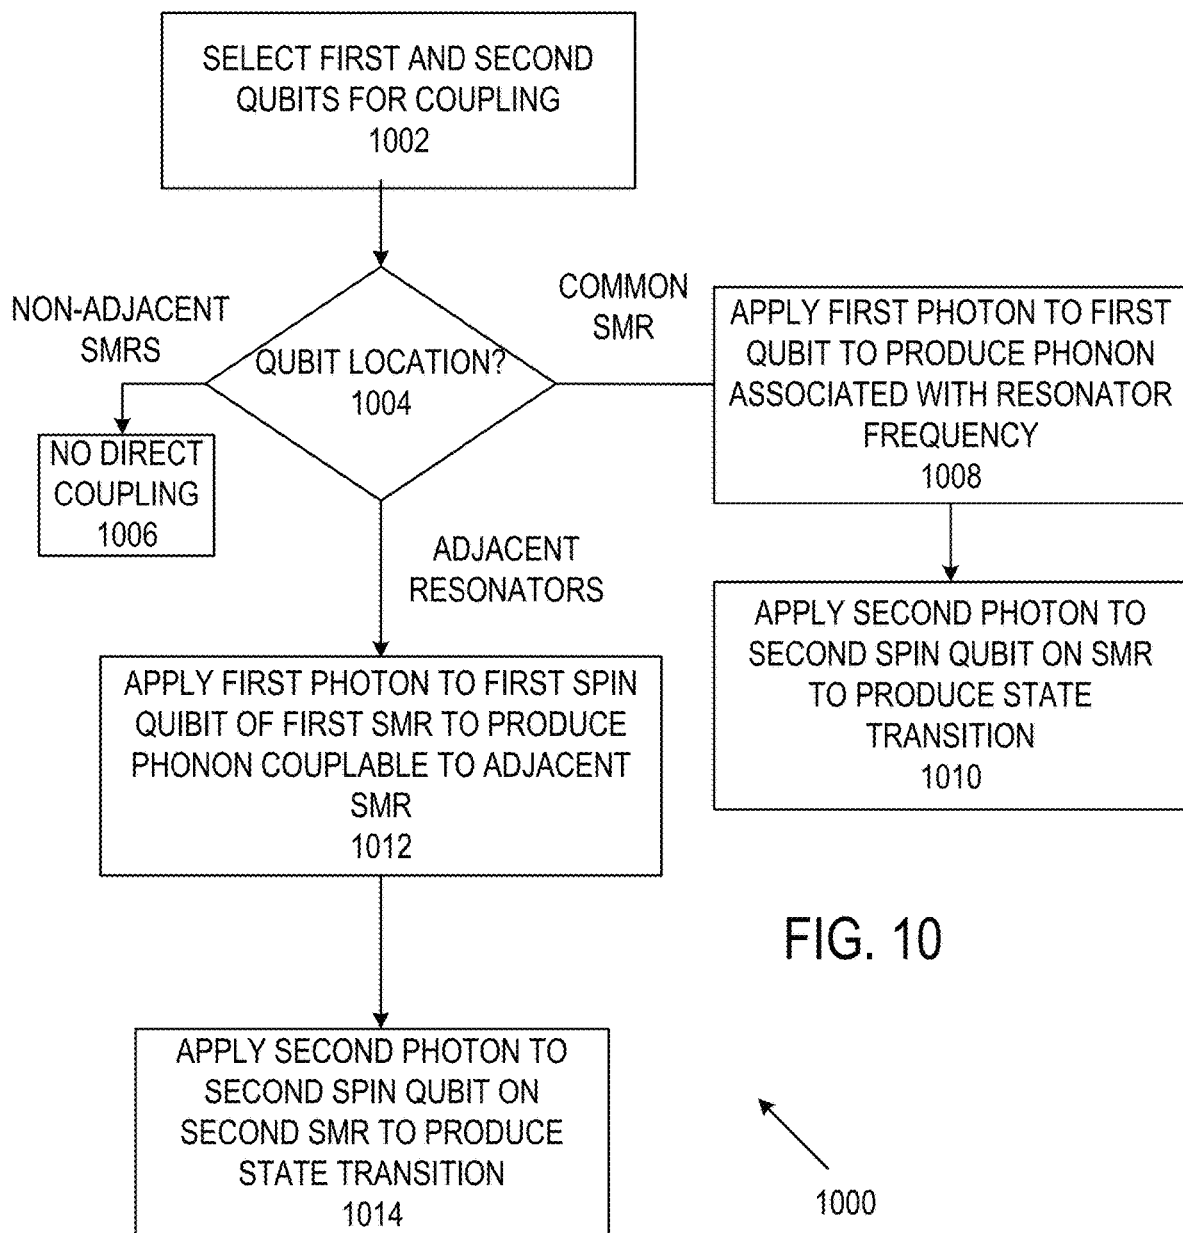 SELECT FIRST AND SECOND
QUBITS FOR COUPLING
1002
NON-ADJACENT
SMRS
QUBIT LOCATION?
1004
COMMON
SMR
NO DIRECT
COUPLING
1006
APPLY FIRST PHOTON TO FIRST
QUBIT TO PRODUCE PHONON
ASSOCIATED WITH RESONATOR
FREQUENCY
1008
ADJACENT
RESONATORS
APPLY SECOND PHOTON TO
SECOND SPIN QUBIT ON SMR
TO PRODUCE STATE
TRANSITION
1010
APPLY FIRST PHOTON TO FIRST SPIN
QUIBIT OF FIRST SMR TO PRODUCE
PHONON COUPLABLE TO ADJACENT
SMR
1012
FIG. 10
APPLY SECOND PHOTON TO
SECOND SPIN QUBIT ON
SECOND SMR TO PRODUCE
STATE TRANSITION
1014
1000